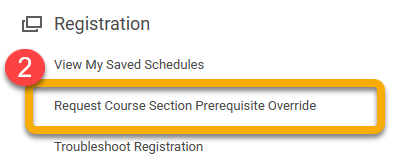 Registration
2
View My Saved Schedules
Request Course Section Prerequisite Override
Troubleshoot Registration